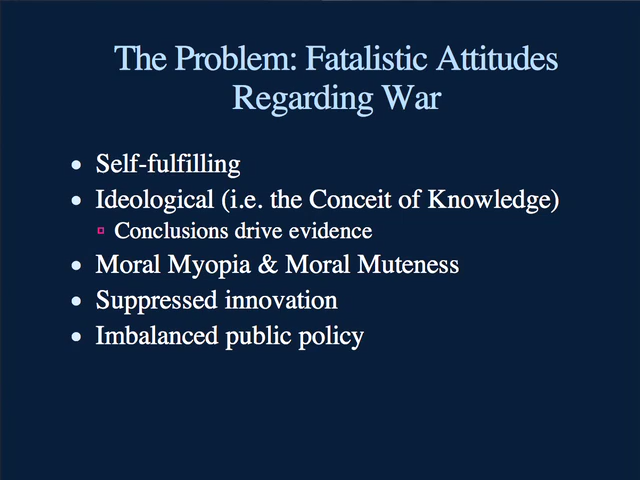 The Problem: Fatalistic Attitudes
Regarding War
• Self-fulfilling
• Ideological (i.e. the Conceit of Knowledge)
▫ Conclusions drive evidence
• Moral Myopia & Moral Muteness
• Suppressed innovation
• Imbalanced public policy